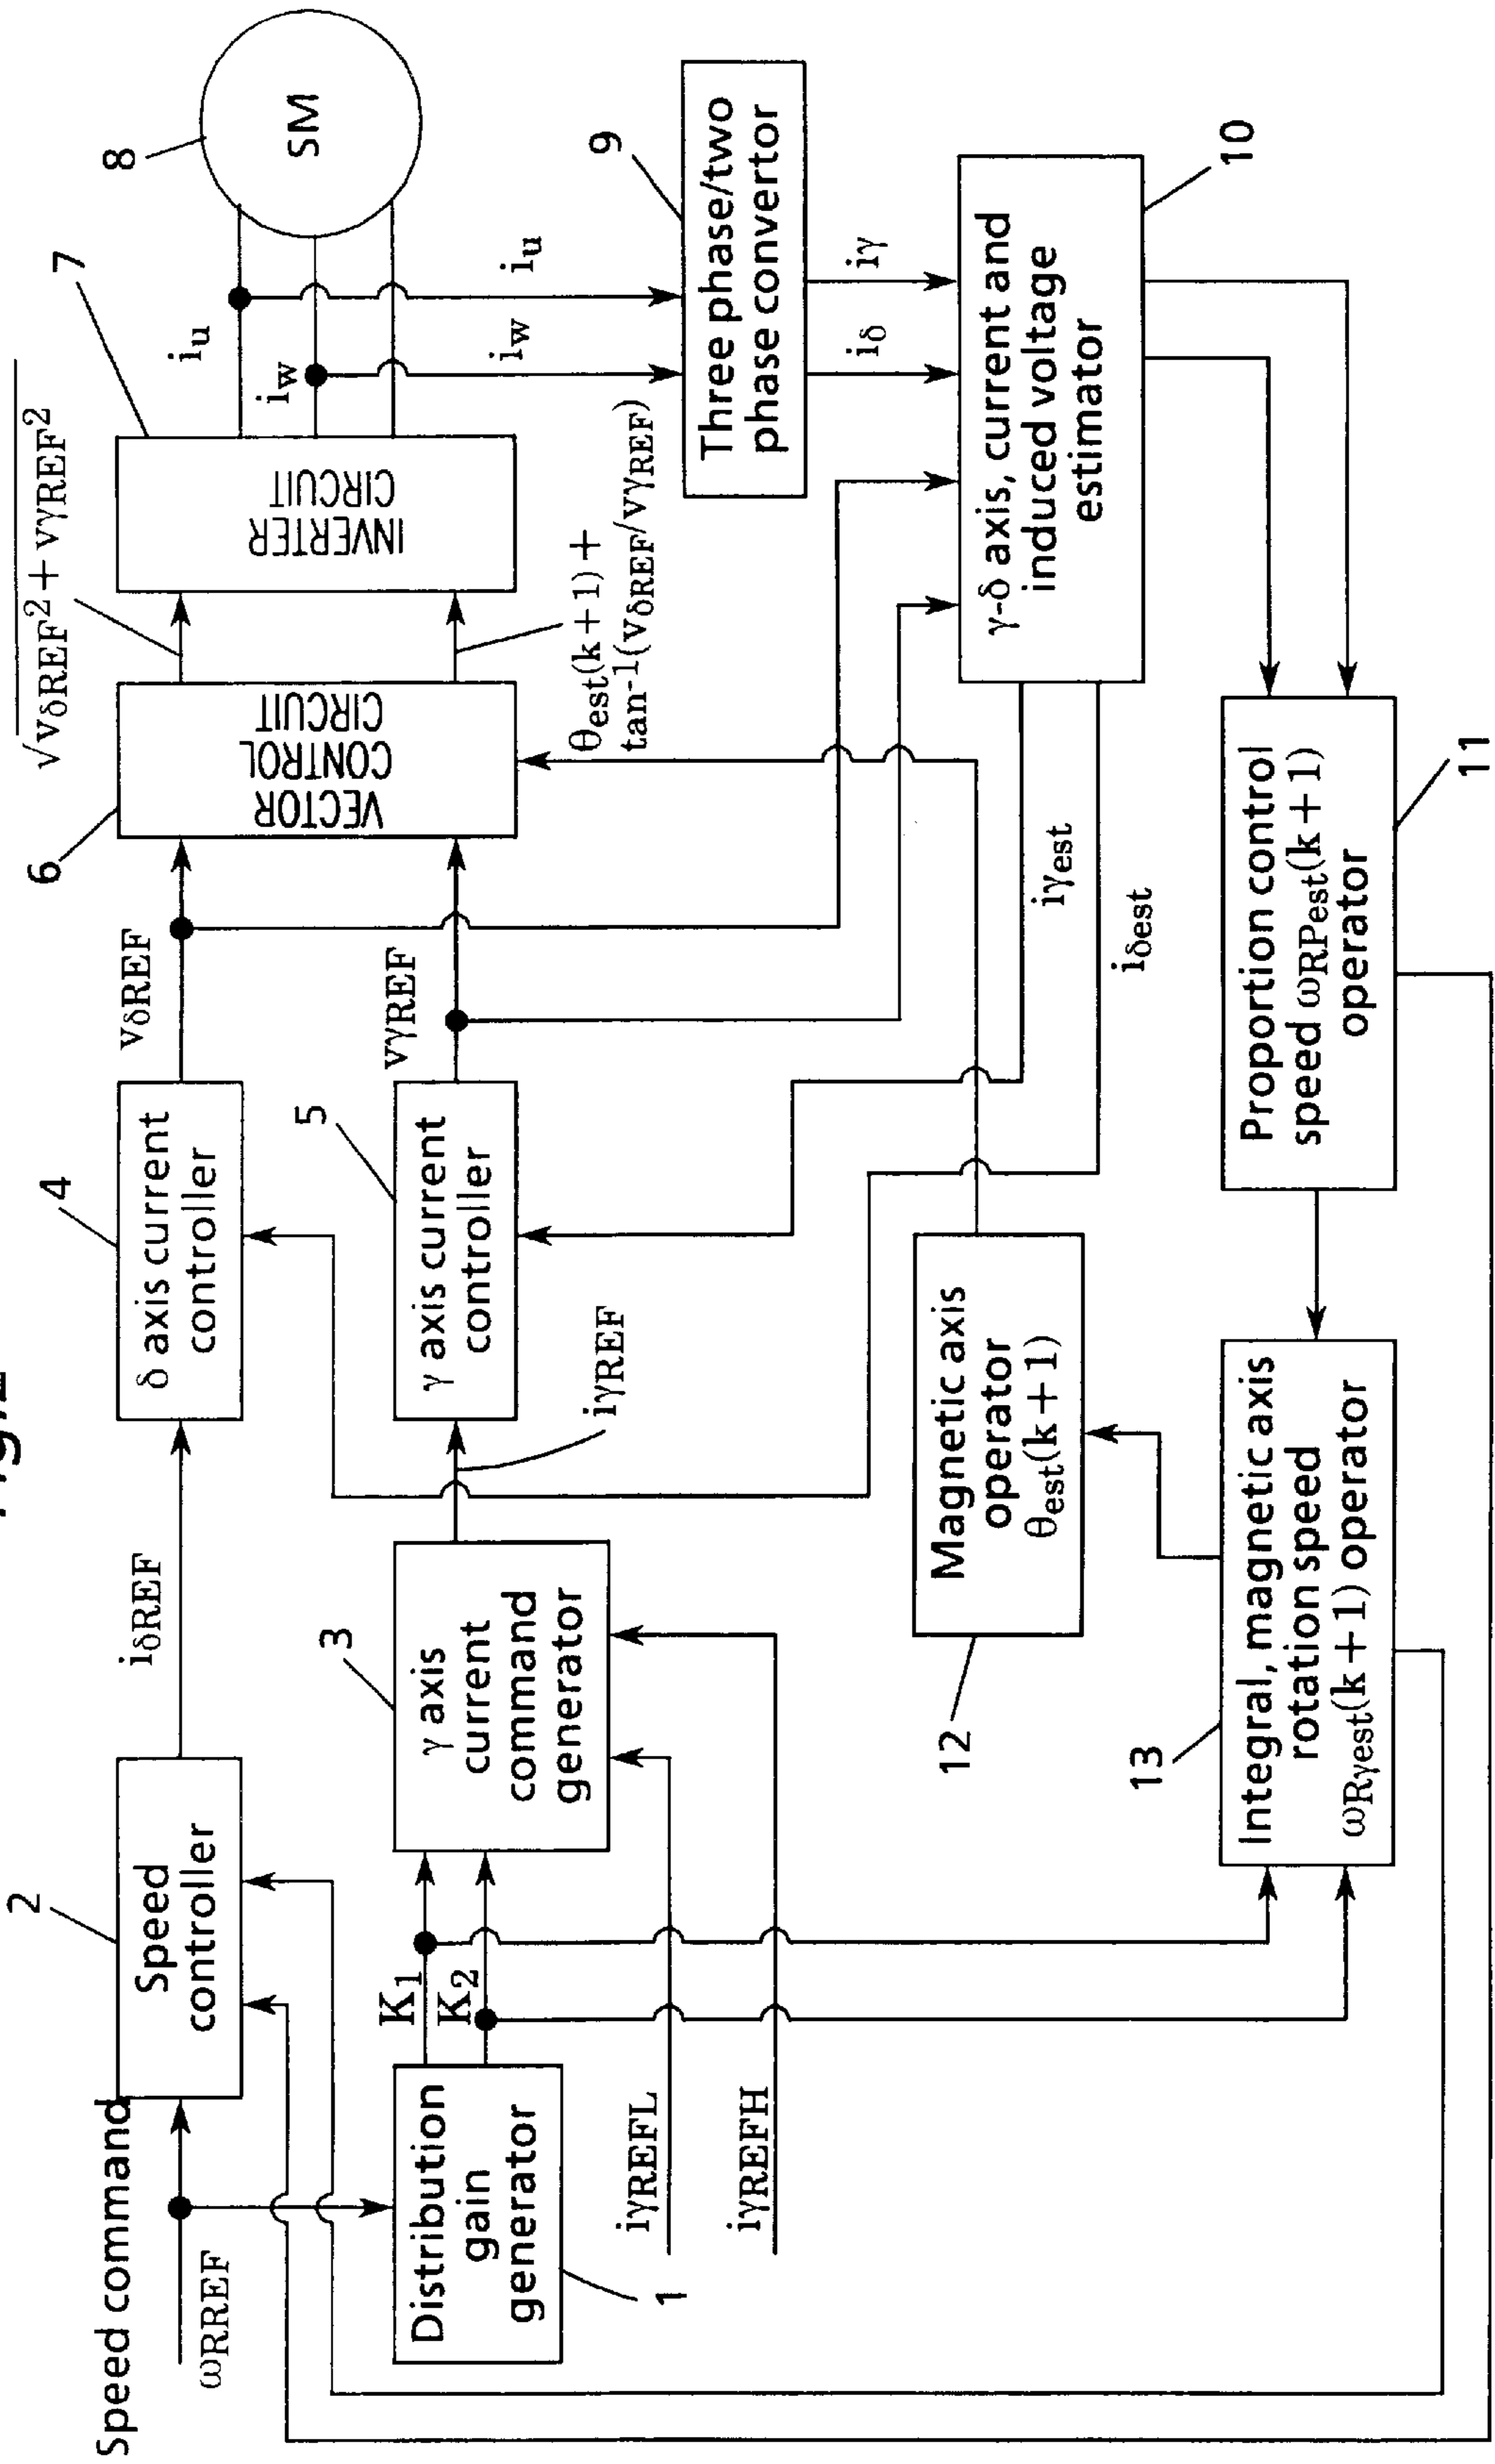 Speed command
ωRREF
2
Speed
controller
iδREF
4
δ axis current
controller
vδREF
6
VECTOR
CONTROL
CIRCUIT
√vδREF² + vγREF²
7
INVERTER
CIRCUIT
iu
iw
8
SM
Distribution
gain
generator
1
K1
K2
3
γ axis
current
command
generator
iγREFL
iγREFH
iγREF
5
γ axis current
controller
vγREF
θest(k+1)+
tan-1(vδREF/vγREF)
iw
iu
9
Three phase/two
phase convertor
iδ
iγ
γ-δ axis, current and
induced voltage
estimator
10
iγest
iδest
12
Magnetic axis
operator
θest(k+1)
13
Integral, magnetic axis
rotation speed
ωRγest(k+1) operator
Proportion control
speed ωRPest(k+1)
operator
11